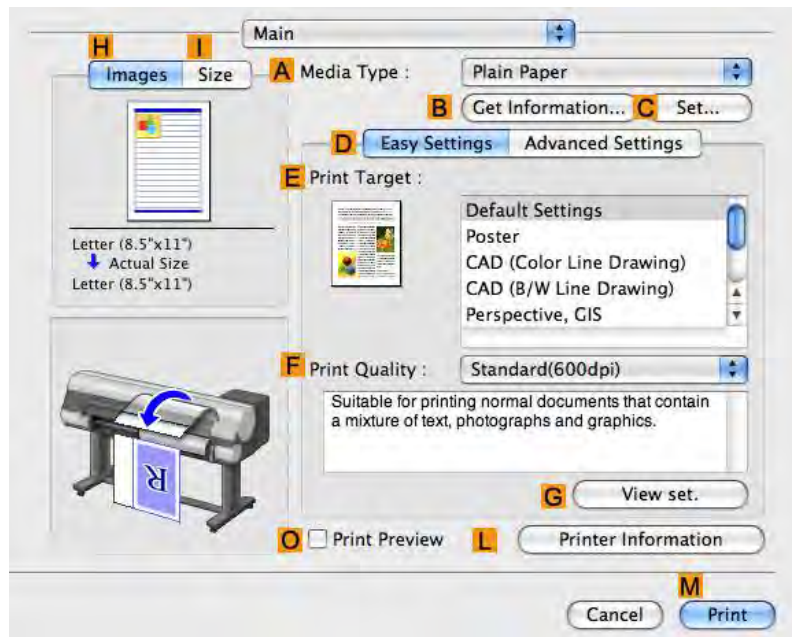 Main
H
I
Images
Size
A
Media Type :
Plain Paper
B
Get Information...
C
Set...
D
Easy Settings
Advanced Settings
E
Print Target :
Default Settings
Poster
CAD (Color Line Drawing)
CAD (B/W Line Drawing)
Perspective, GIS
Letter (8.5"x11")
Actual Size
Letter (8.5"x11")
F
Print Quality :
Standard(600dpi)
Suitable for printing normal documents that contain
a mixture of text, photographs and graphics.
R
G
View set.
O
Print Preview
L
Printer Information
M
Cancel
Print